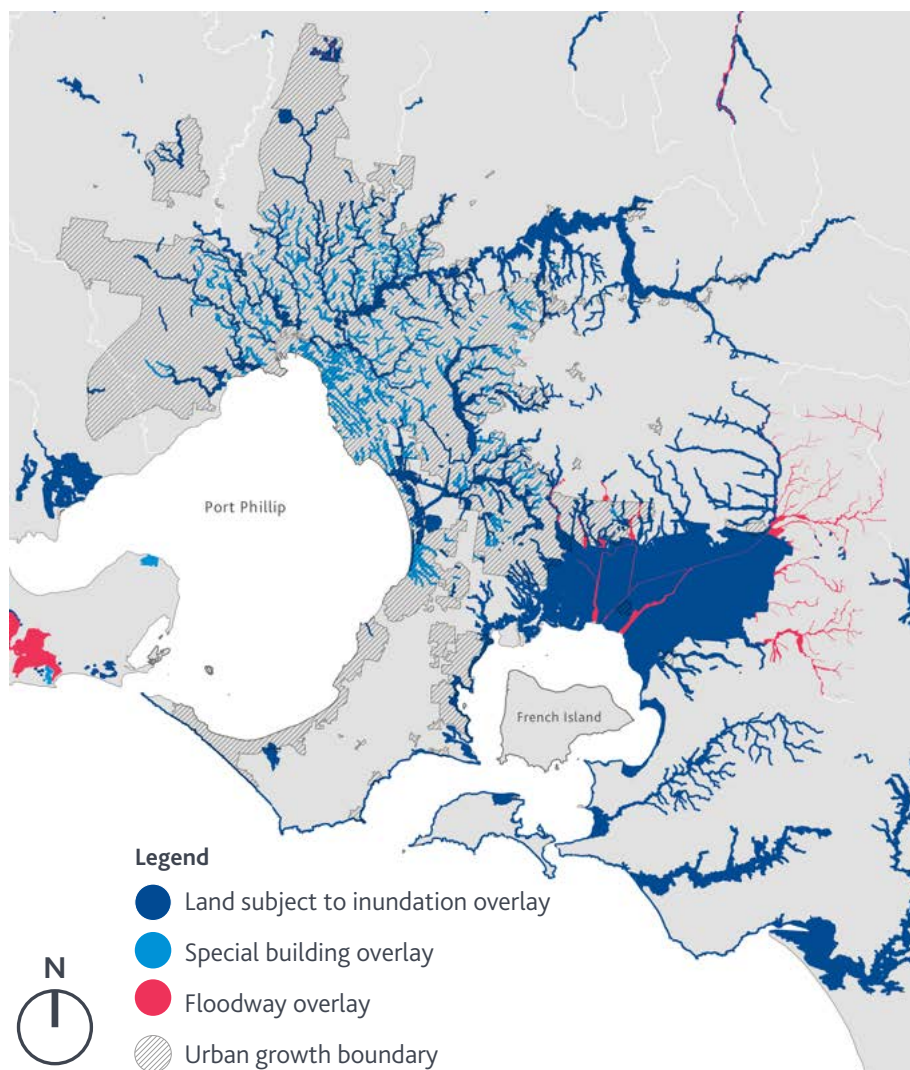 Port Phillip
French Island
Legend
Land subject to inundation overlay
Special building overlay
N
Floodway overlay
Urban growth boundary